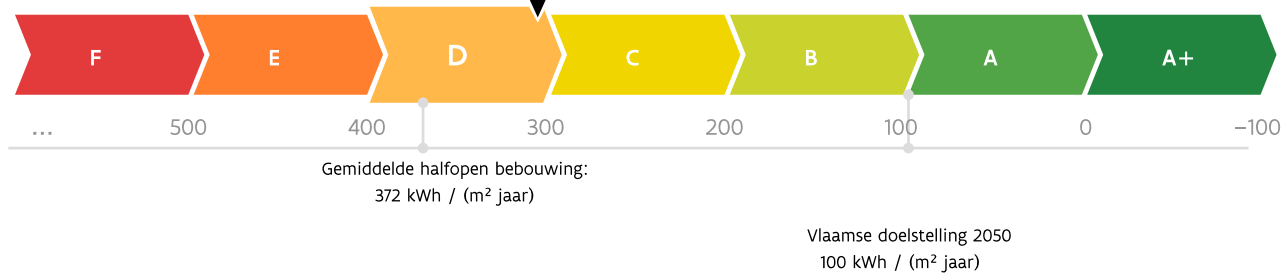 F E D C B A A+
... 500 400 300 200 100 0 −100
Gemiddelde halfopen bebouwing:
372 kWh / (m² jaar)
Vlaamse doelstelling 2050
100 kWh / (m² jaar)